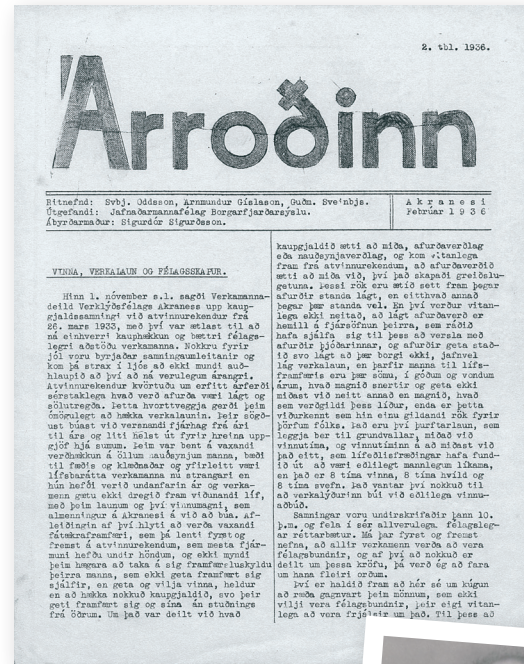 2. tbl. 1936.
Árroðinn
Ritnefnd: Svbj. Oddsson, Arnmundur Gíslason, Guðm. Sveinbjs.
Útgefandi: Jafnaðarmannafélag Borgarfjarðarsýslu.
Ábyrðarmaður: Sigurdór Sigurðsson.
Akranesi
Febrúar 1936
VINNA, VERKALAUN OG FÉLAGSSKAPUR.
Hinn 1. nóvember s.l. sagði Verkamanna-
deild Verklýðsfélags Akraness upp kaup-
gjaldssamningi við atvinnurekendur frá
26. mars 1933, með því var ætlast til að
ná einhverri kauphækkun og bættri félags-
legri aðstöðu verkamanna. Nokkru fyrir
jól voru byrjaðar samningaumleitanir og
kom þá strax í ljós að ekki mundi auð-
hlaupið að því að ná verulegum árangri.
Atvinnurekendur kvörtuðu um erfitt árferði
sérstaklega hvað verð afurða væri lágt og
sölutregða. Þetta hvorttveggja gerði þeim
ómögulegt að hækka verkalaunin. Þeir sögð-
ust búast við versnandi fjárhag frá ári
til árs og liti helst út fyrir hreina upp-
gjöf hjá sumum. Þeim var bent á vaxandi
verðhækkun á öllum nauðsynjum manna, bæði
til fæðis og klæðnaðar og yfirleitt væri
lífsbarátta verkamanna nu strangari en
hún hefði verið undanfarin ár og verka-
menn gætu ekki dregið fram viðunandi líf,
með þeim launum og því vinnumagni, sem
almenningur á Akranesi á við að búa. Af-
leiðingin af því hlyti að verða vaxandi
fátækraframfæri, sem þá lenti fyrst og
fremst á atvinnurekendum, sem mesta fjár-
muni hefðu undir höndum, og ekki myndi
þeim hægara að taka á sig framfæreluskyldu
þeirra manna, sem ekki geta framfært sig
sjálfir, en geta og vilja vinna, heldur
en að hækka nokkuð kaupgjaldið, svo þeir
geti framfært sig og sína án stuðnings
frá öðrum. Um það var deilt við hvað
kaupgjaldið ætti að miða, afurðaverðlag
eða nauðsynjaverðlag, og kom vitanlega
fram frá atvinnurekendum, að afurðaverðið
ætti að miða við, því það skapaði greiðslu-
getuna. Þessi rök eru ætíð sett fram þegar
afurðir standa lágt, en eitthvað annað
þegar þær standa vel. En því verður vitan-
lega ekki neitað, að lágt afurðaverð er
hemill á fjársöfnun þeirra, sem ráðið
hafa sjálfa sig til þess að versla með
afurðir þjóðarinnar, og afurðir geta stað-
ið svo lágt að þær borgi ekki, jafnvel
lág verkalaun, en þarfir manna til lífs-
framfæris eru þær sömu, í góðum og vondum
árum, hvað magnið snertir og geta ekki
miðast við neitt annað en magnið, hvað
sem verðgildi þess líður, enda er þetta
viðurkennt sem hin einu gildandi rök fyrir
þörfum fólks. Það eru því þurftarlaun, sem
leggja ber til grundvallar, miðað við
vinnutíma, og vinnutíminn á að miðast við
það eitt, sem lífeðlisfræðingar hafa fund-
ið út að væri eðlilegt mannlegum líkama,
en það er 8 tíma vinna, 8 tíma hvíld og
8 tíma svefn. Það vantar því nokkuð til
að verkalýðurinn búi við eðlilega vinnu-
aðbúð.
Samningar voru undirskrifaðir þann 10.
þ.m. og fela í sér allverulega félagsleg-
ar réttarbætur. Má þar fyrst og fremst
nefna, að allir verkamenn verða að vera
félagsbundnir, og af því að nokkuð er
deilt um þessa kröfu, þá verð ég að fara
um hana fleiri orðum.
Því er haldið fram að hér sé um kúgun
að ræða gagnvart þeim mönnum, sem ekki
vilji vera félagsbundnir, þeir eigi vitan-
lega að vera frjálsir um það. Til þess að